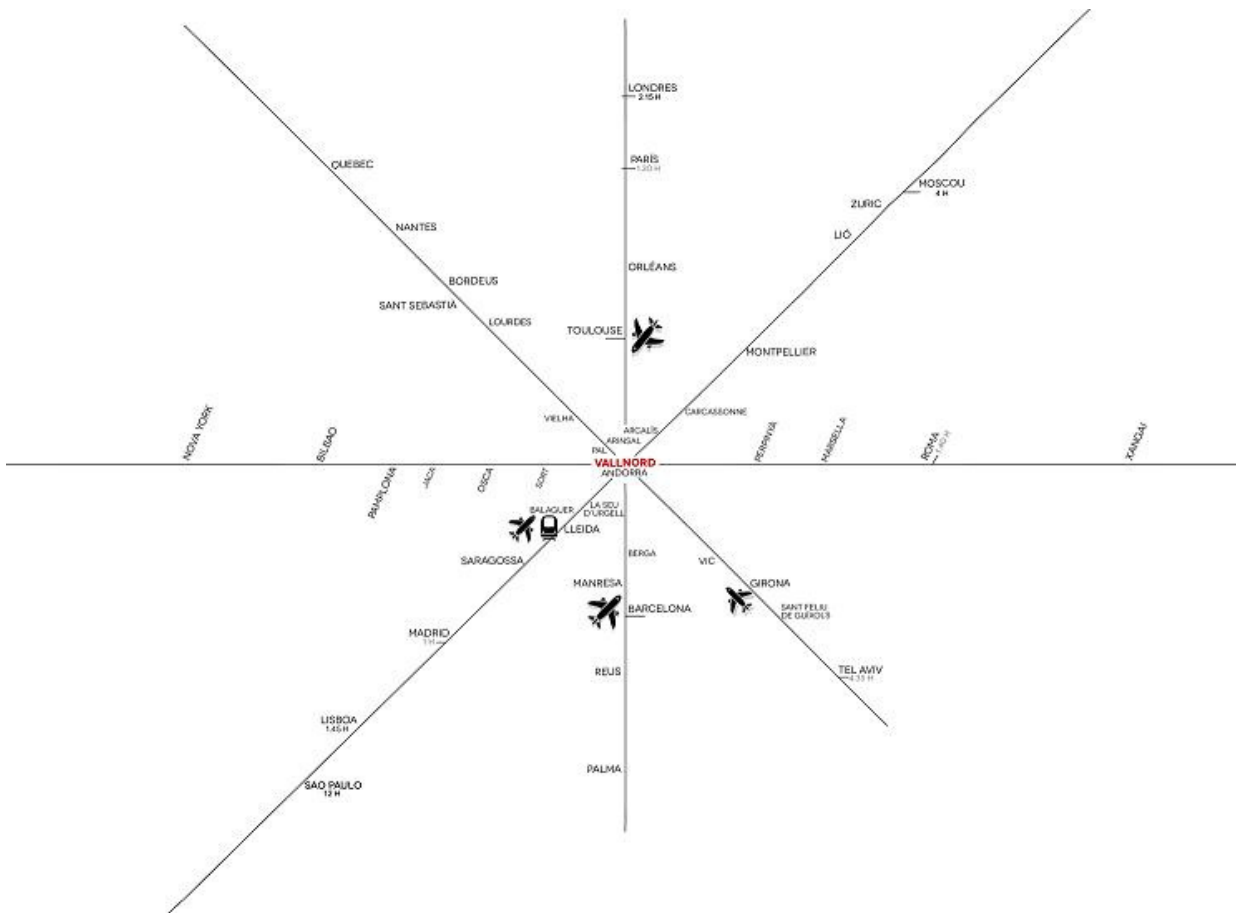 LONDRES
2.15 H
PARÍS
1.20 H
QUEBEC
MOSCOU
4 H
ZURIC
NANTES
LIÓ
ORLÉANS
BORDEUS
SANT SEBASTIÀ
LOURDES
TOULOUSE
MONTPELLIER
CARCASSONNE
VIELHA
ARCALÍS
ARINSAL
PAL
NOVA YORK
BILBAO
PERPINYÀ
MARSELLA
ROMA
1.40 H
XANGAI
VALLNORD
ANDORRA
PAMPLONA
JACA
OSCA
SORT
LA SEU
D'URGELL
BALAGUER
LLEIDA
SARAGOSSA
BERGA
VIC
MANRESA
GIRONA
BARCELONA
SANT FELIU
DE GUÍXOLS
MADRID
1 H
REUS
TEL AVIV
4.35 H
LISBOA
1.45 H
PALMA
SAO PAULO
12 H